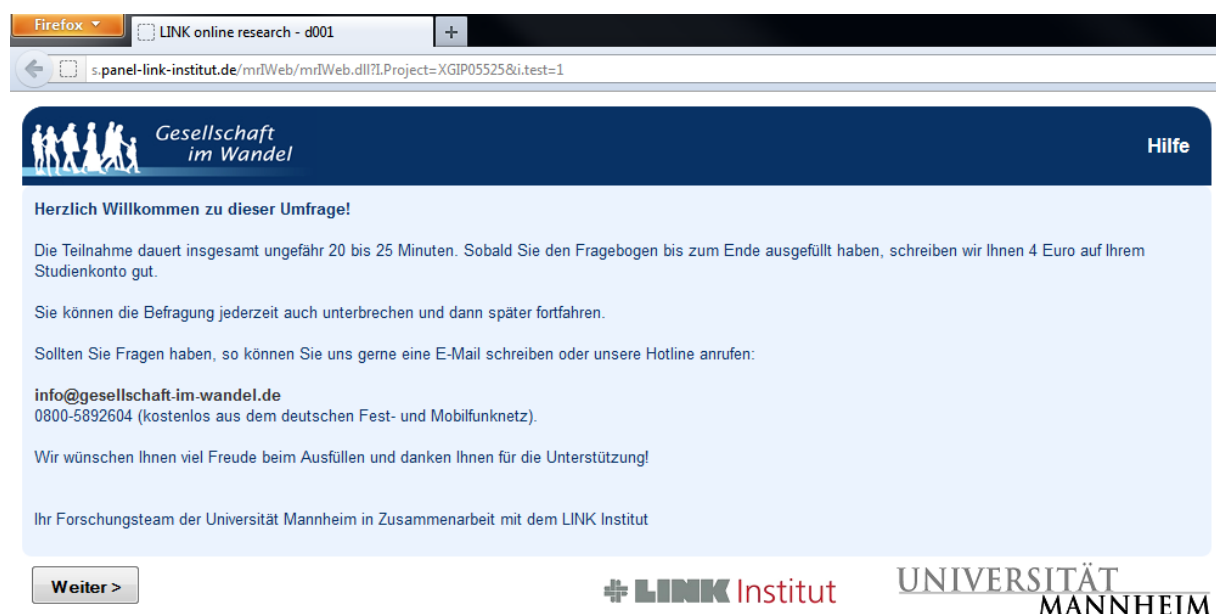 Firefox
LINK online research - d001
+
s.panel-link-institut.de/mrIWeb/mrIWeb.dll?I.Project=XGIP05525&i.test=1
Gesellschaft
im Wandel
Hilfe
Herzlich Willkommen zu dieser Umfrage!
Die Teilnahme dauert insgesamt ungefähr 20 bis 25 Minuten. Sobald Sie den Fragebogen bis zum Ende ausgefüllt haben, schreiben wir Ihnen 4 Euro auf Ihrem
Studienkonto gut.
Sie können die Befragung jederzeit auch unterbrechen und dann später fortfahren.
Sollten Sie Fragen haben, so können Sie uns gerne eine E-Mail schreiben oder unsere Hotline anrufen:
info@gesellschaft-im-wandel.de
0800-5892604 (kostenlos aus dem deutschen Fest- und Mobilfunknetz).
Wir wünschen Ihnen viel Freude beim Ausfüllen und danken Ihnen für die Unterstützung!
Ihr Forschungsteam der Universität Mannheim in Zusammenarbeit mit dem LINK Institut
Weiter >
LINK Institut
UNIVERSITÄT
MANNHEIM